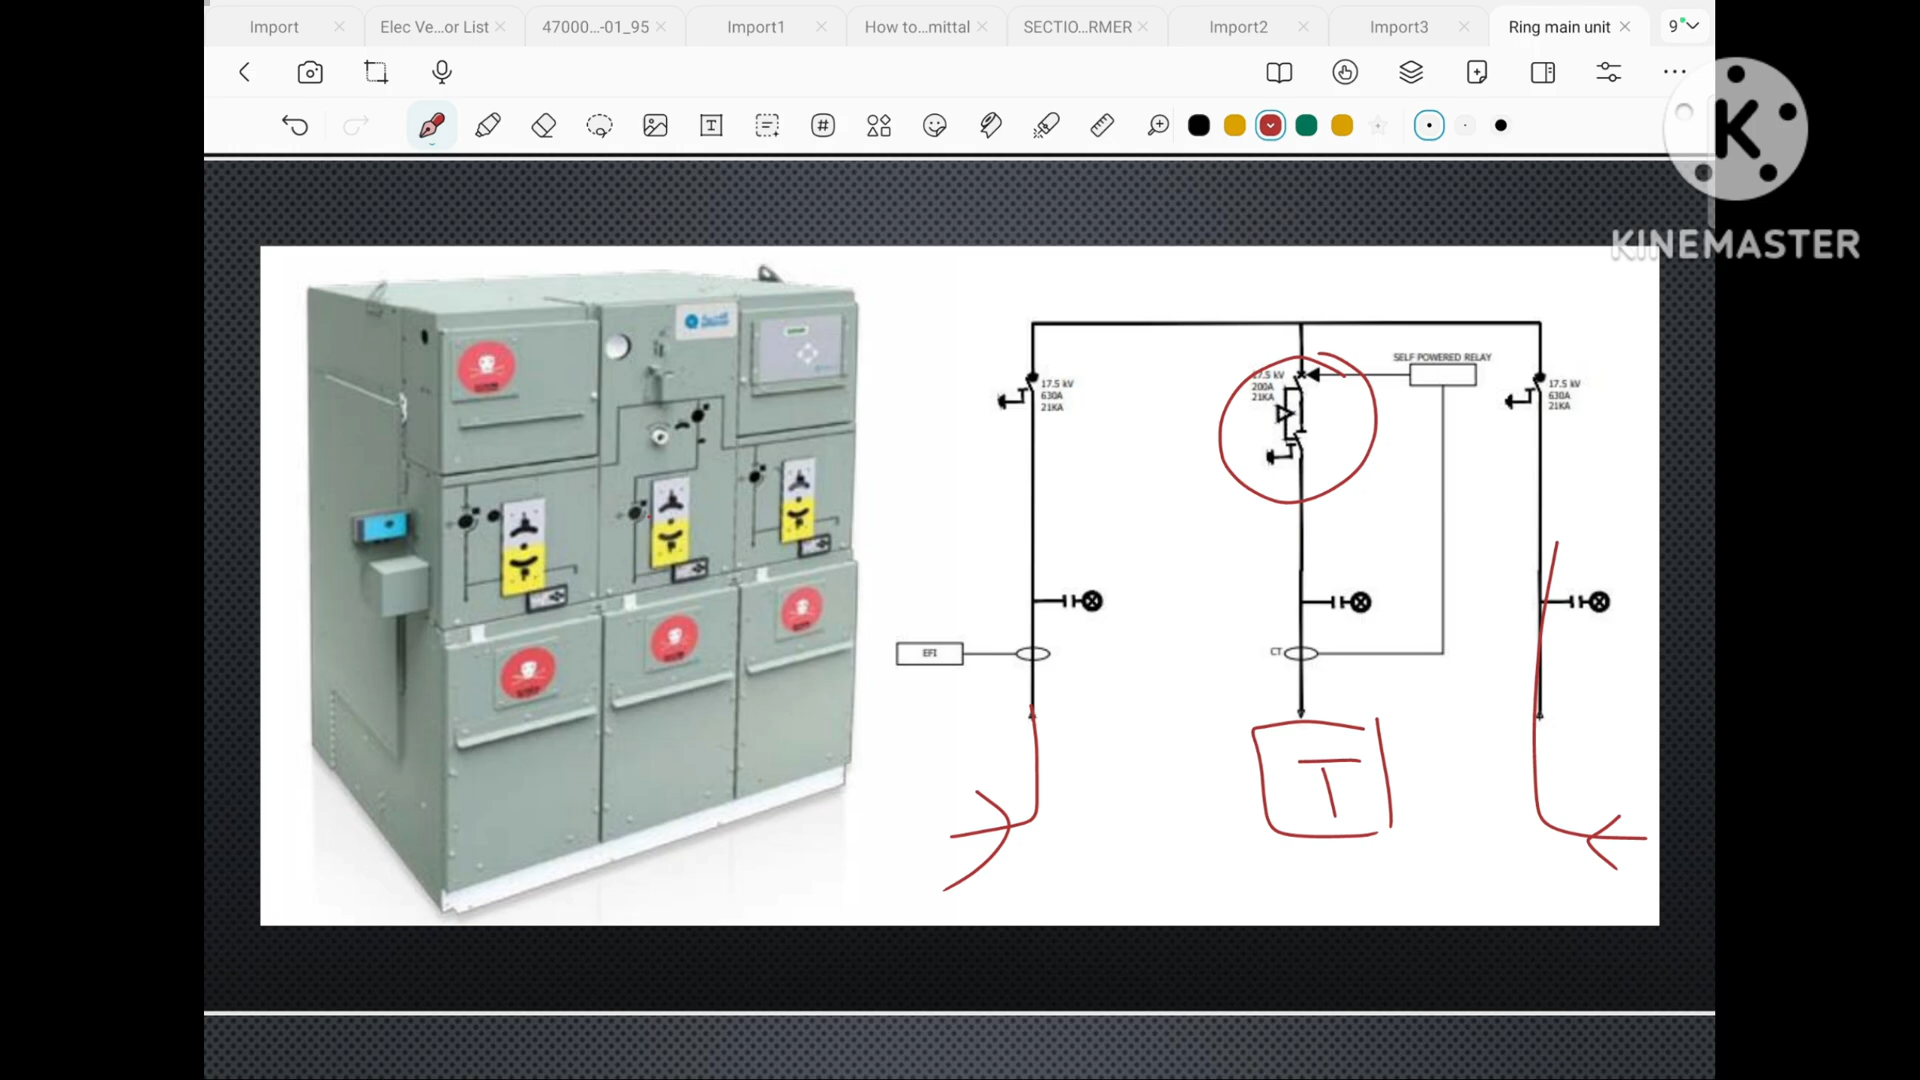 Import
Elec Ve...or List
47000...-01_95
Import1
How to...mittal
SECTIO...RMER
Import2
Import3
Ring main unit
9
K
KINEMASTER
SELF POWERED RELAY
17.5 kV
630A
21KA
17.5 kV
200A
21KA
17.5 kV
630A
21KA
EFI
CT
T